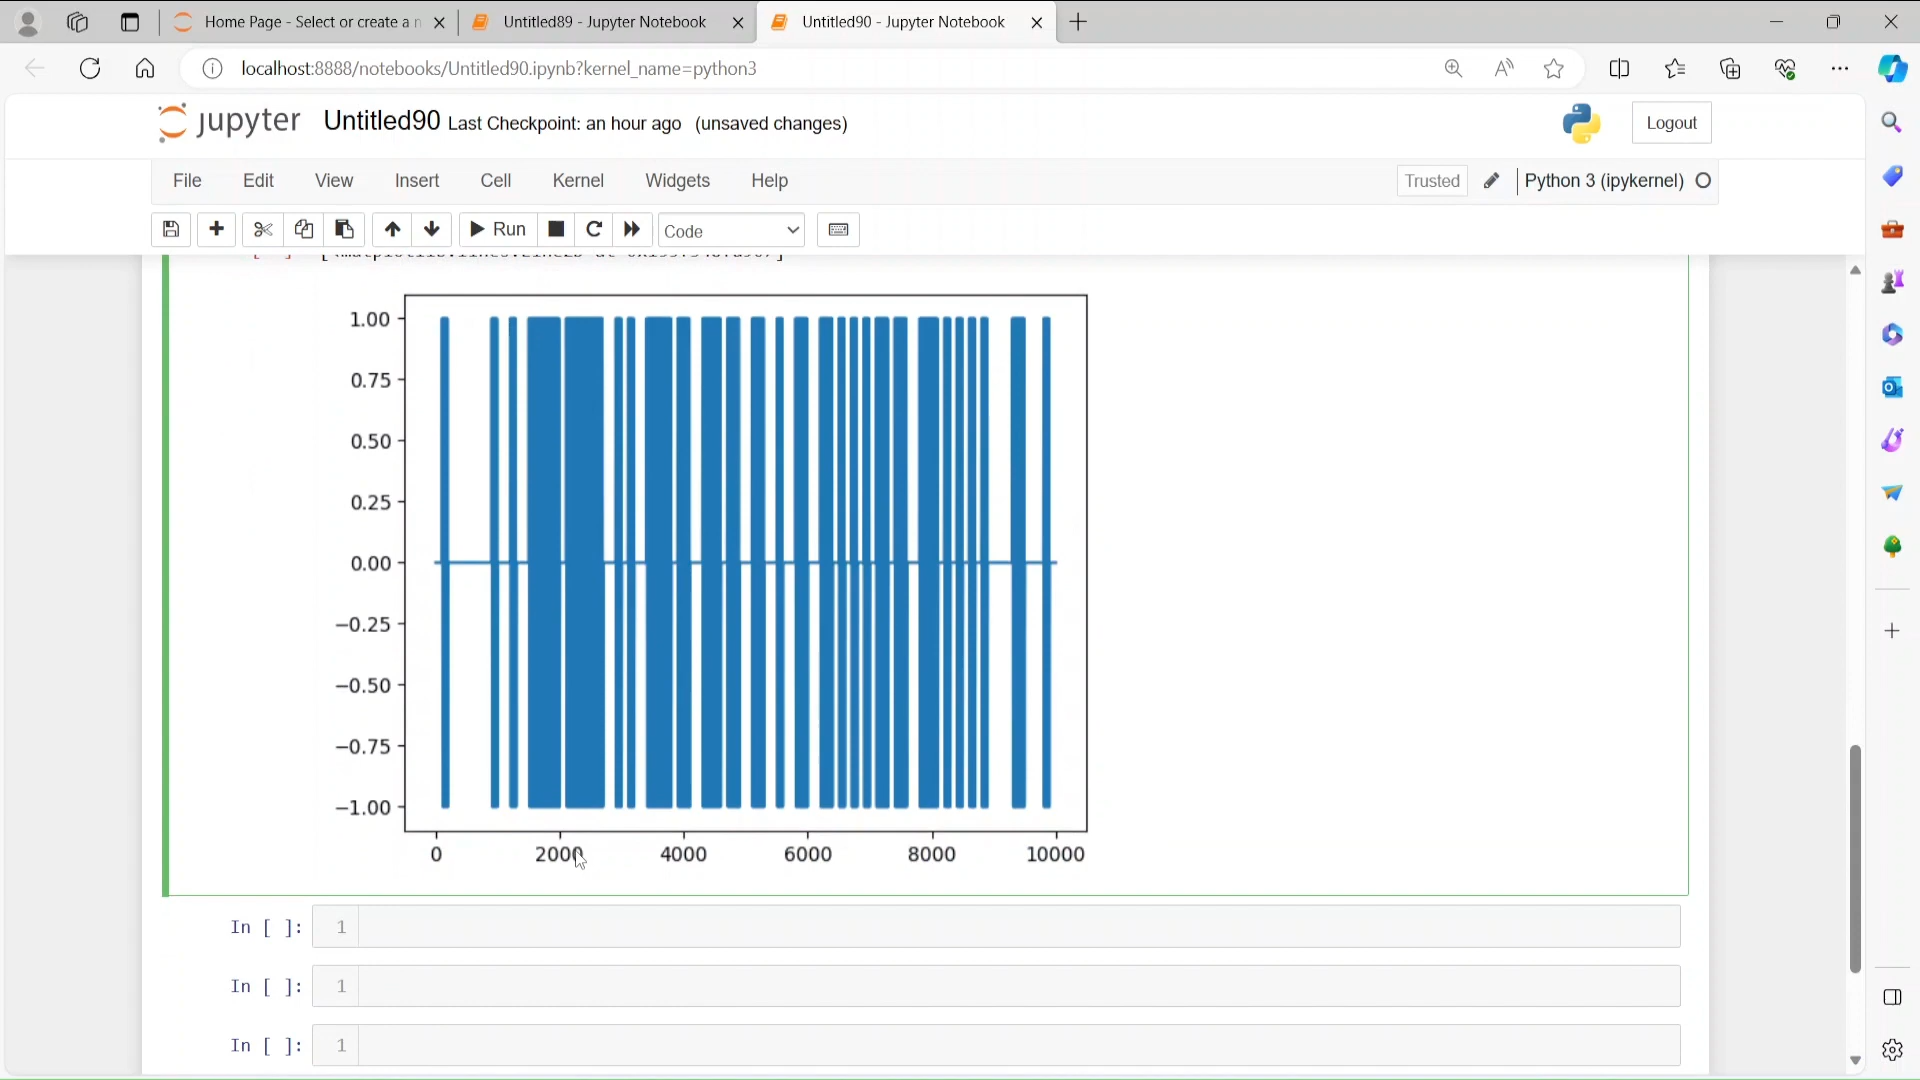 Home Page - Select or create a n
Untitled89 - Jupyter Notebook
Untitled90 - Jupyter Notebook
localhost:8888/notebooks/Untitled90.ipynb?kernel_name=python3
jupyter Untitled90 Last Checkpoint: an hour ago (unsaved changes)
Logout
File Edit View Insert Cell Kernel Widgets Help
Trusted
Python 3 (ipykernel)
Run
Code
1.00
0.75
0.50
0.25
0.00
−0.25
−0.50
−0.75
−1.00
0 2000 4000 6000 8000 10000
In [ ]: 1
In [ ]: 1
In [ ]: 1